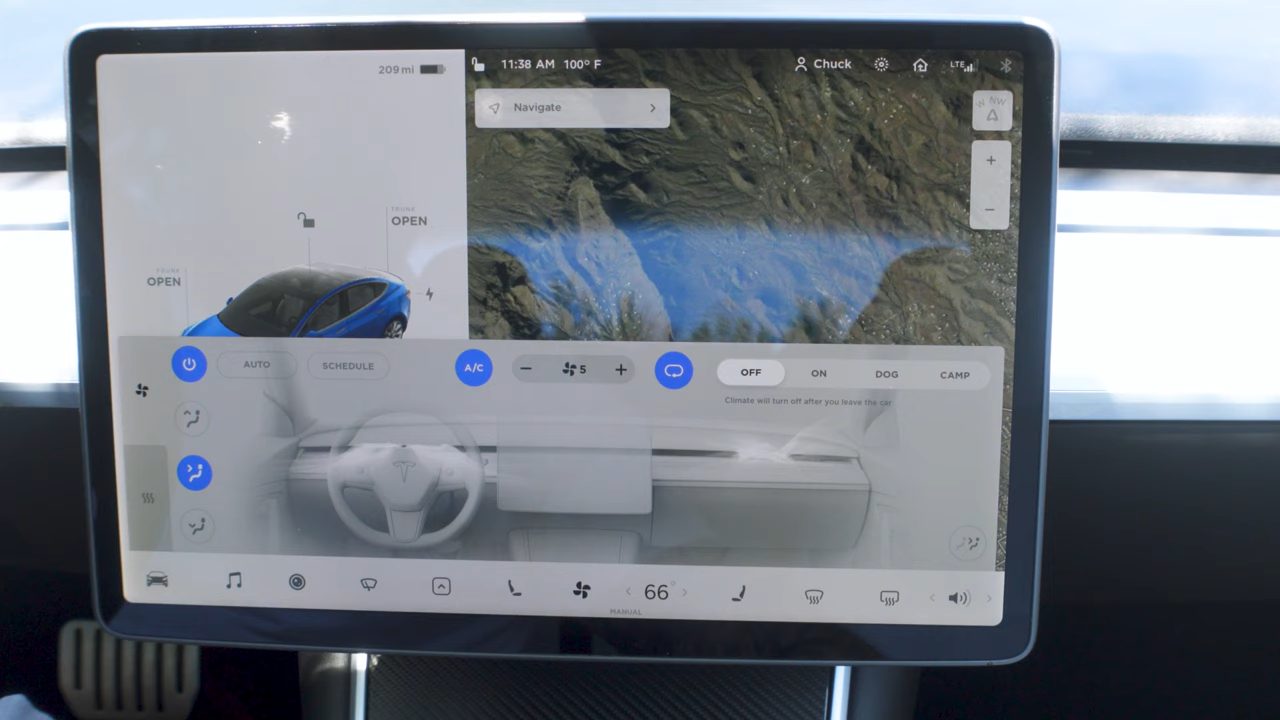 209 mi
11:38 AM 100° F
Chuck
LTE
Navigate
NW
+
−
TRUNK
OPEN
OPEN
AUTO
SCHEDULE
A/C
− 5 +
OFF
ON
DOG
CAMP
Climate will turn off after you leave the car
66°
MANUAL